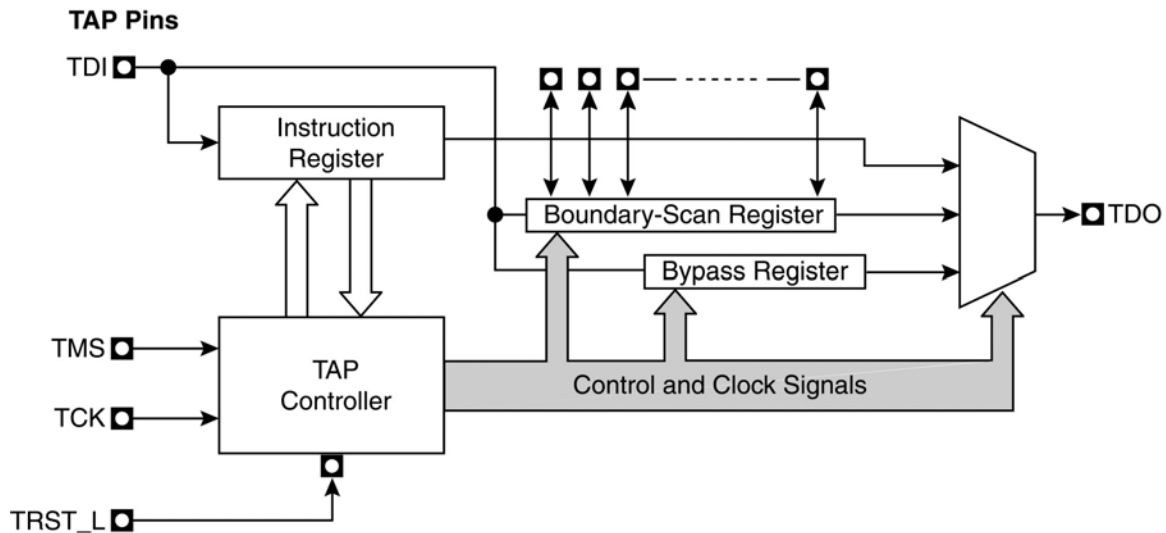 TAP Pins
TDI
Instruction
Register
Boundary-Scan Register
TDO
Bypass Register
TMS
TAP
Controller
Control and Clock Signals
TCK
TRST_L